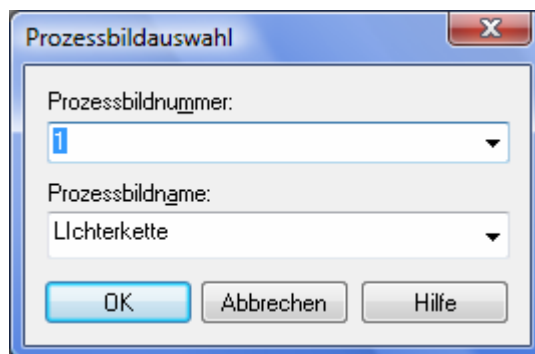 Prozessbildauswahl
Prozessbildnummer:
1
Prozessbildname:
LIchterkette
OK Abbrechen Hilfe